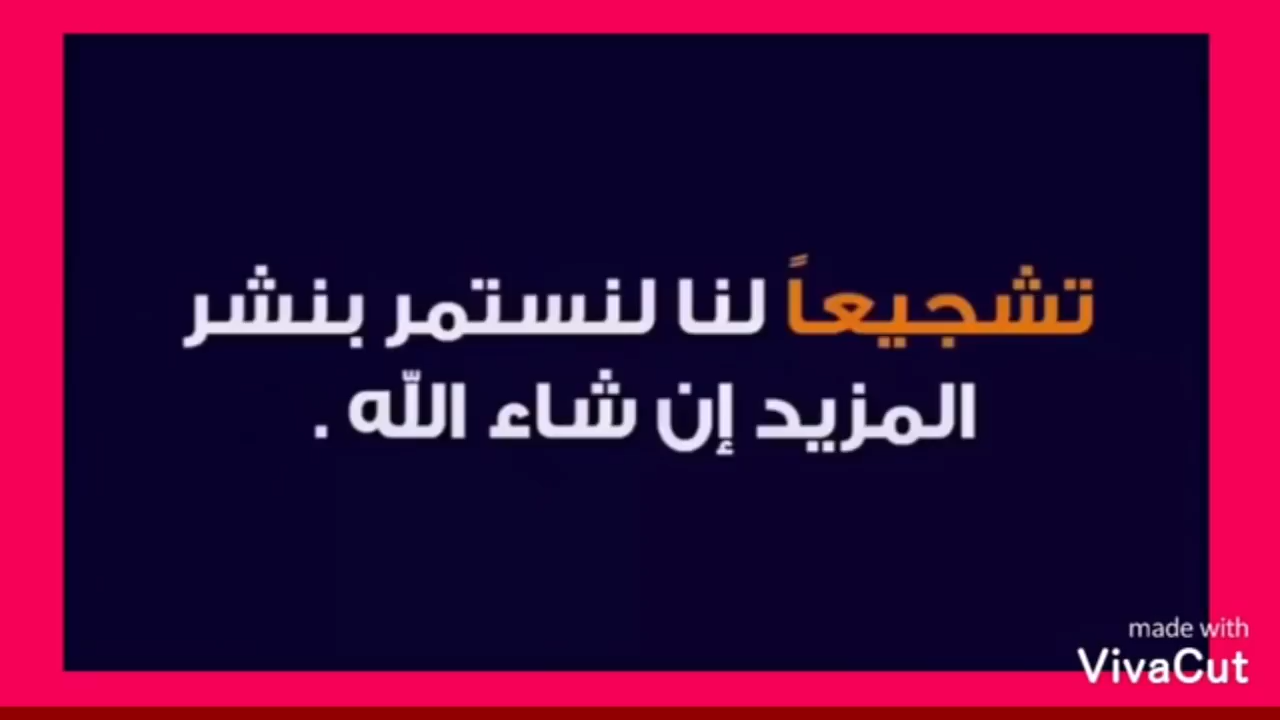 تشجيعاً لنا لنستمر بنشر
المزيد إن شاء اللّه .
made with
VivaCut